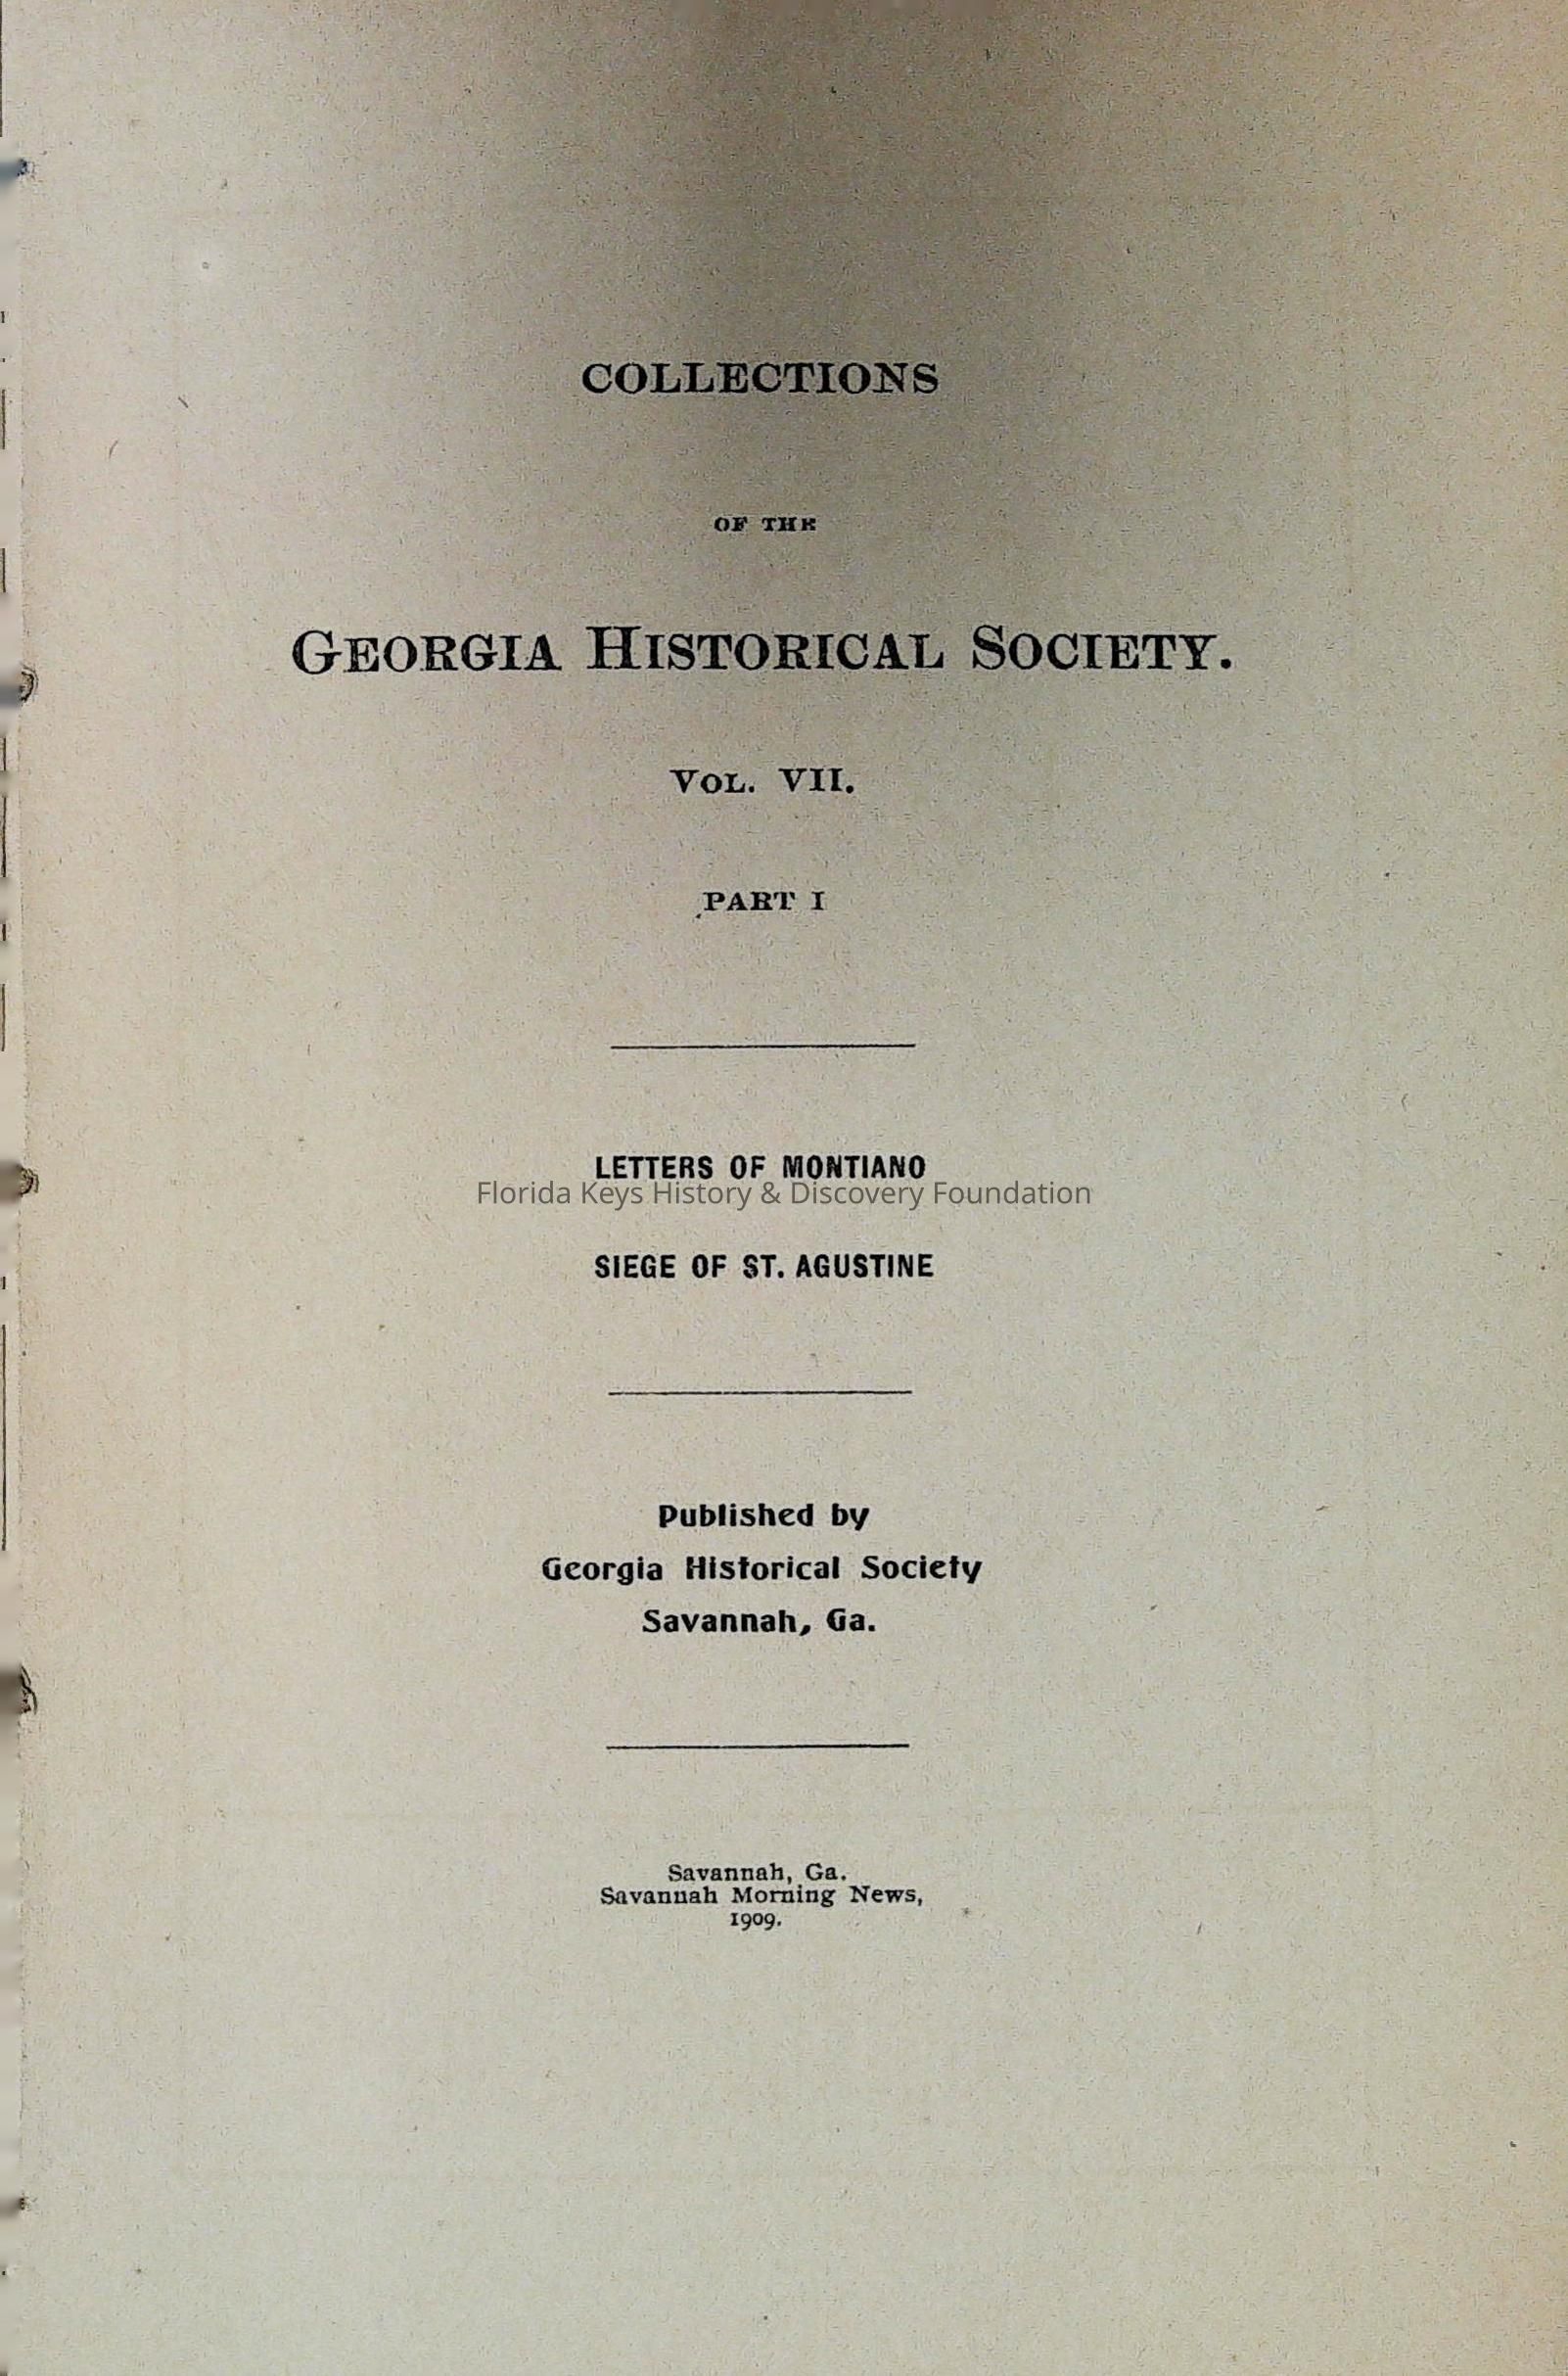 COLLECTIONS
OF THE
GEORGIA HISTORICAL SOCIETY.
VOL. VII.
PART I
LETTERS OF MONTIANO
Florida Keys History & Discovery Foundation
SIEGE OF ST. AGUSTINE
Published by
Georgia Historical Society
Savannah, Ga.
Savannah, Ga.
Savannah Morning News,
1909.